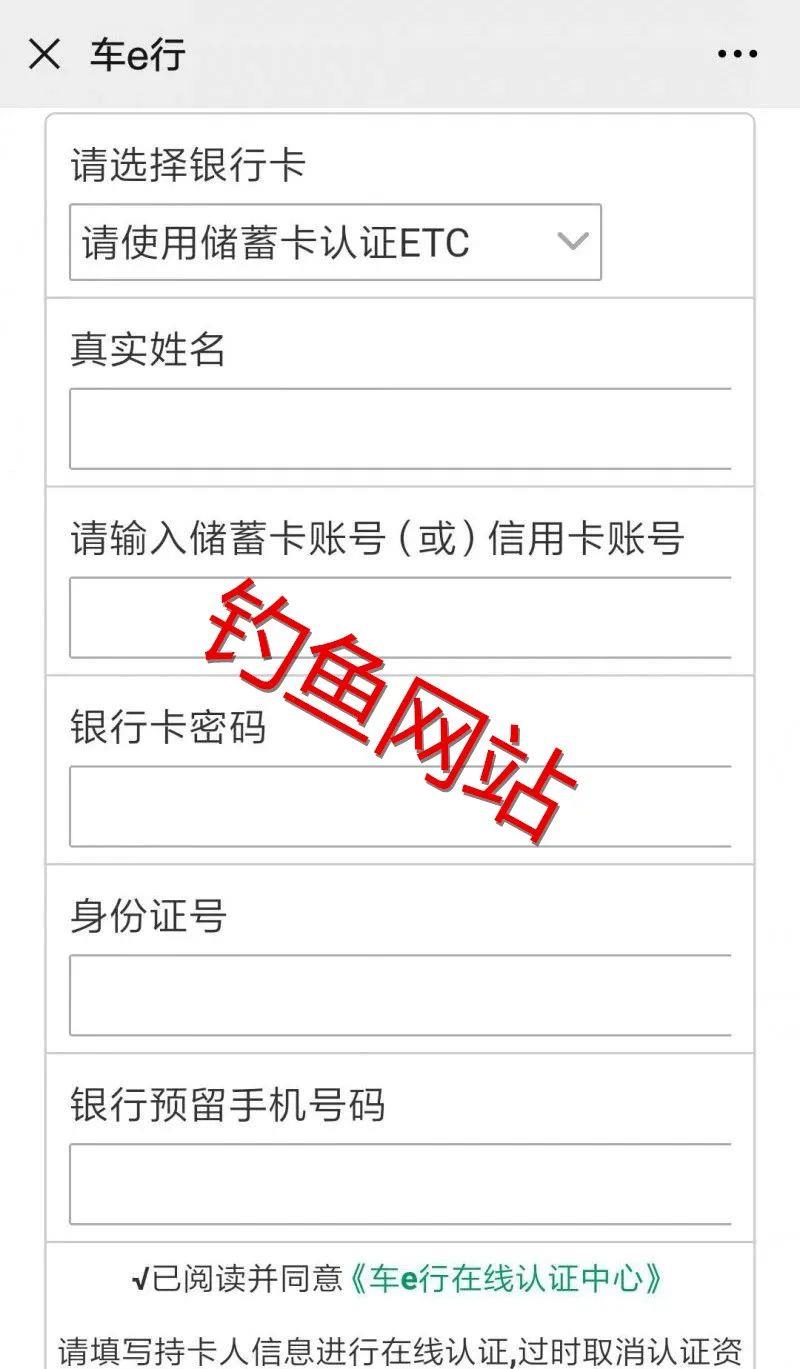 车e行
请选择银行卡
请使用储蓄卡认证ETC
真实姓名
请输入储蓄卡账号(或)信用卡账号
钓鱼网站
银行卡密码
身份证号
银行预留手机号码
√已阅读并同意《车e行在线认证中心》
请填写持卡人信息进行在线认证,过时取消认证资